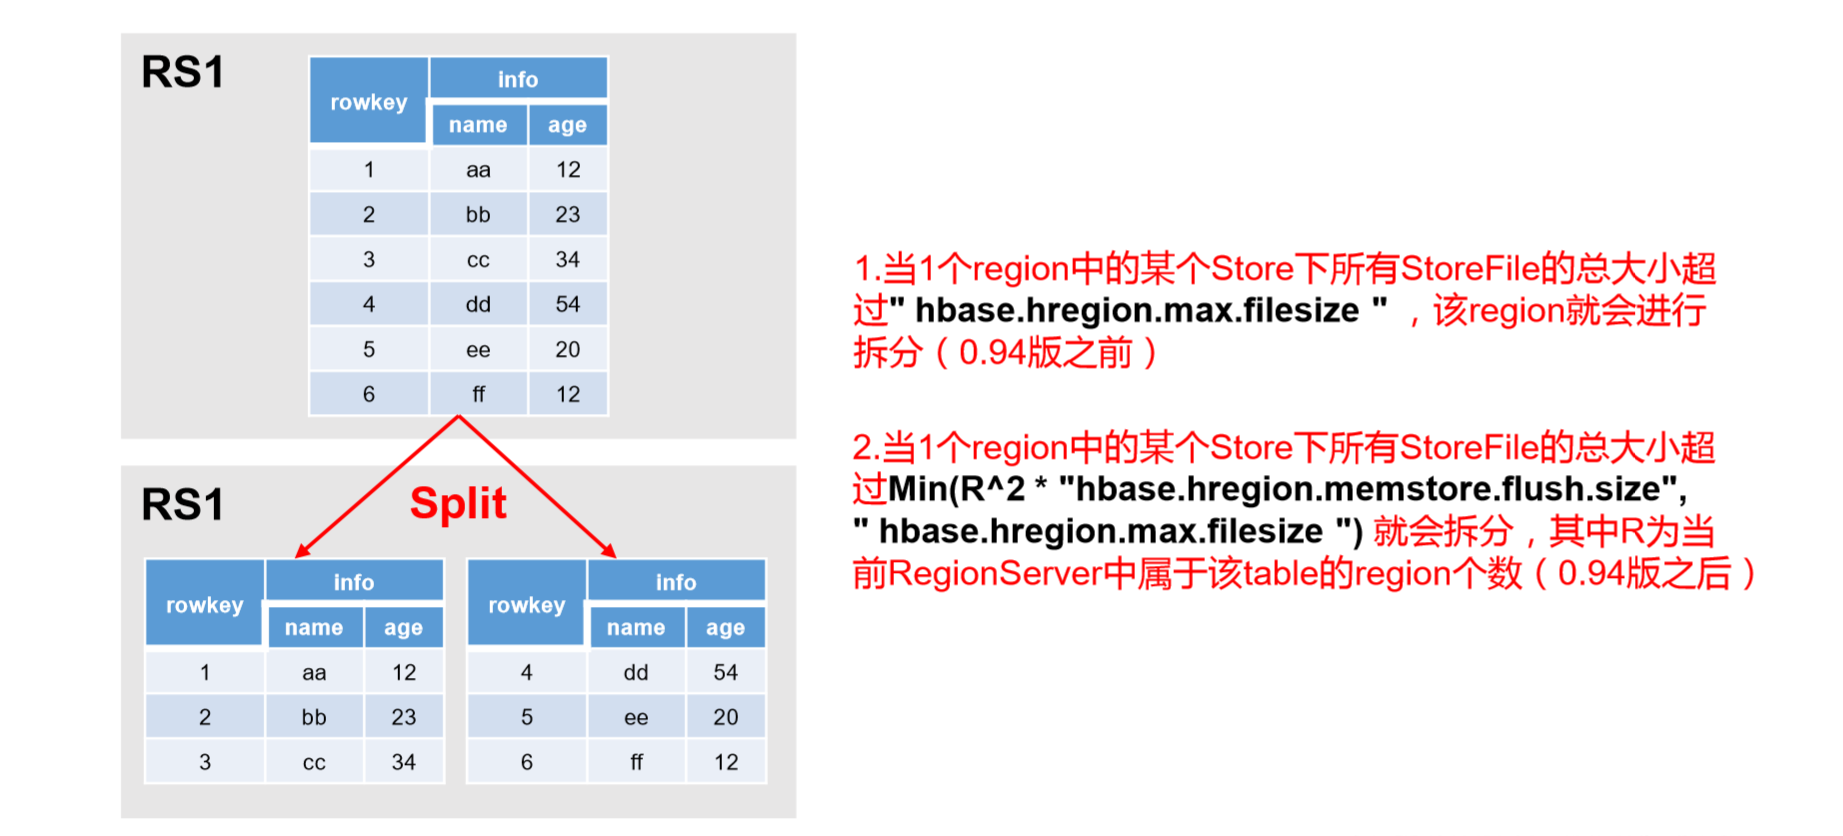 RS1
rowkey info
name age
1 aa 12
2 bb 23
3 cc 34
4 dd 54
5 ee 20
6 ff 12
RS1
Split
rowkey info
name age
1 aa 12
2 bb 23
3 cc 34
rowkey info
name age
4 dd 54
5 ee 20
6 ff 12
1.当1个region中的某个Store下所有StoreFile的总大小超
过" hbase.hregion.max.filesize " ，该region就会进行
拆分（0.94版之前）
2.当1个region中的某个Store下所有StoreFile的总大小超
过Min(R^2 * "hbase.hregion.memstore.flush.size",
" hbase.hregion.max.filesize ") 就会拆分，其中R为当
前RegionServer中属于该table的region个数（0.94版之后）